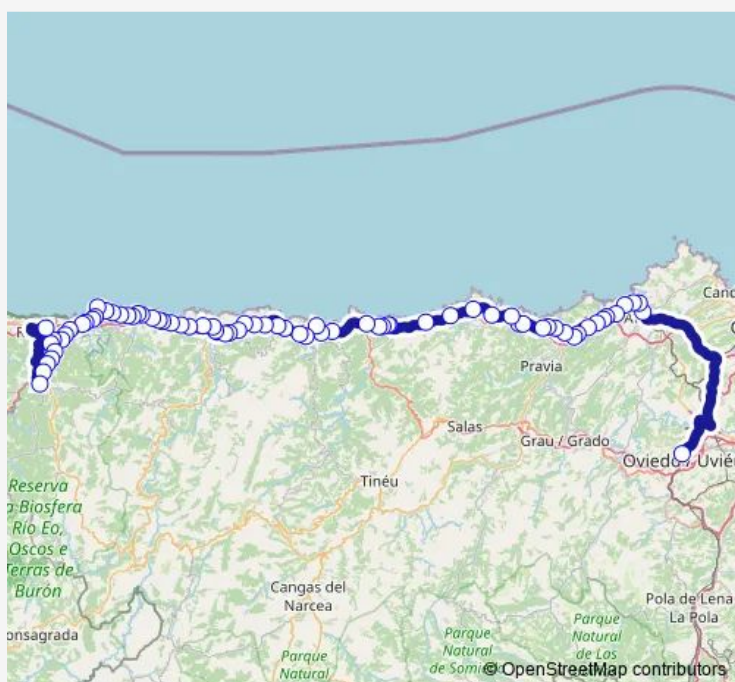 Cand
Pravia
Salas
Grau / Grado
Oviedo / Uvié
Tinéu
Reserva
a Biosfera
Río Eo,
Oscos e
Terras de
Burón
Cangas del
Narcea
Pola de Lena
La Pola
onsagrada
Parque
Natural
Parque
Natural
de Somie
Parque
Natural
de Las
© OpenStreetMap contributors